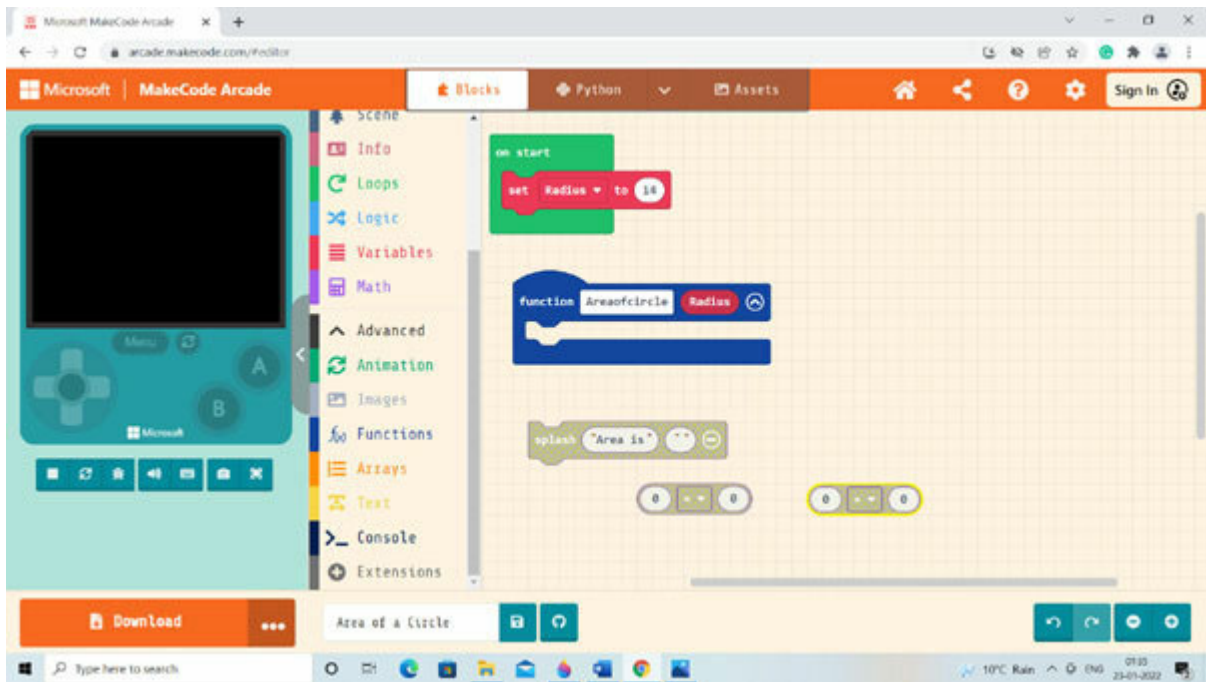 Microsoft MakeCode Arcade
arcade.makecode.com/#editor
Microsoft | MakeCode Arcade
Blocks
Python
Assets
Sign In
Scene
Info
Loops
Logic
Variables
Math
Advanced
Animation
Images
Functions
Arrays
Text
Console
Extensions
Menu
A
B
Microsoft
on start
set Radius to 14
function Areaofcircle Radius
splash "Area is" " "
0 0
0 0
Download
Area of a Circle
Type here to search
10°C Rain
ENG
23-01-2022